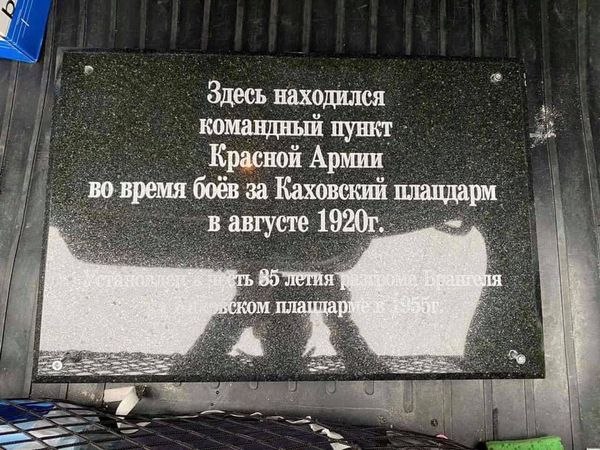 Здесь находился
командный пункт
Красной Армии
во время боёв за Каховский плацдарм
в августе 1920г.
Установлен в честь 35 летия разгрома Врангеля
плацдарме в 1955г